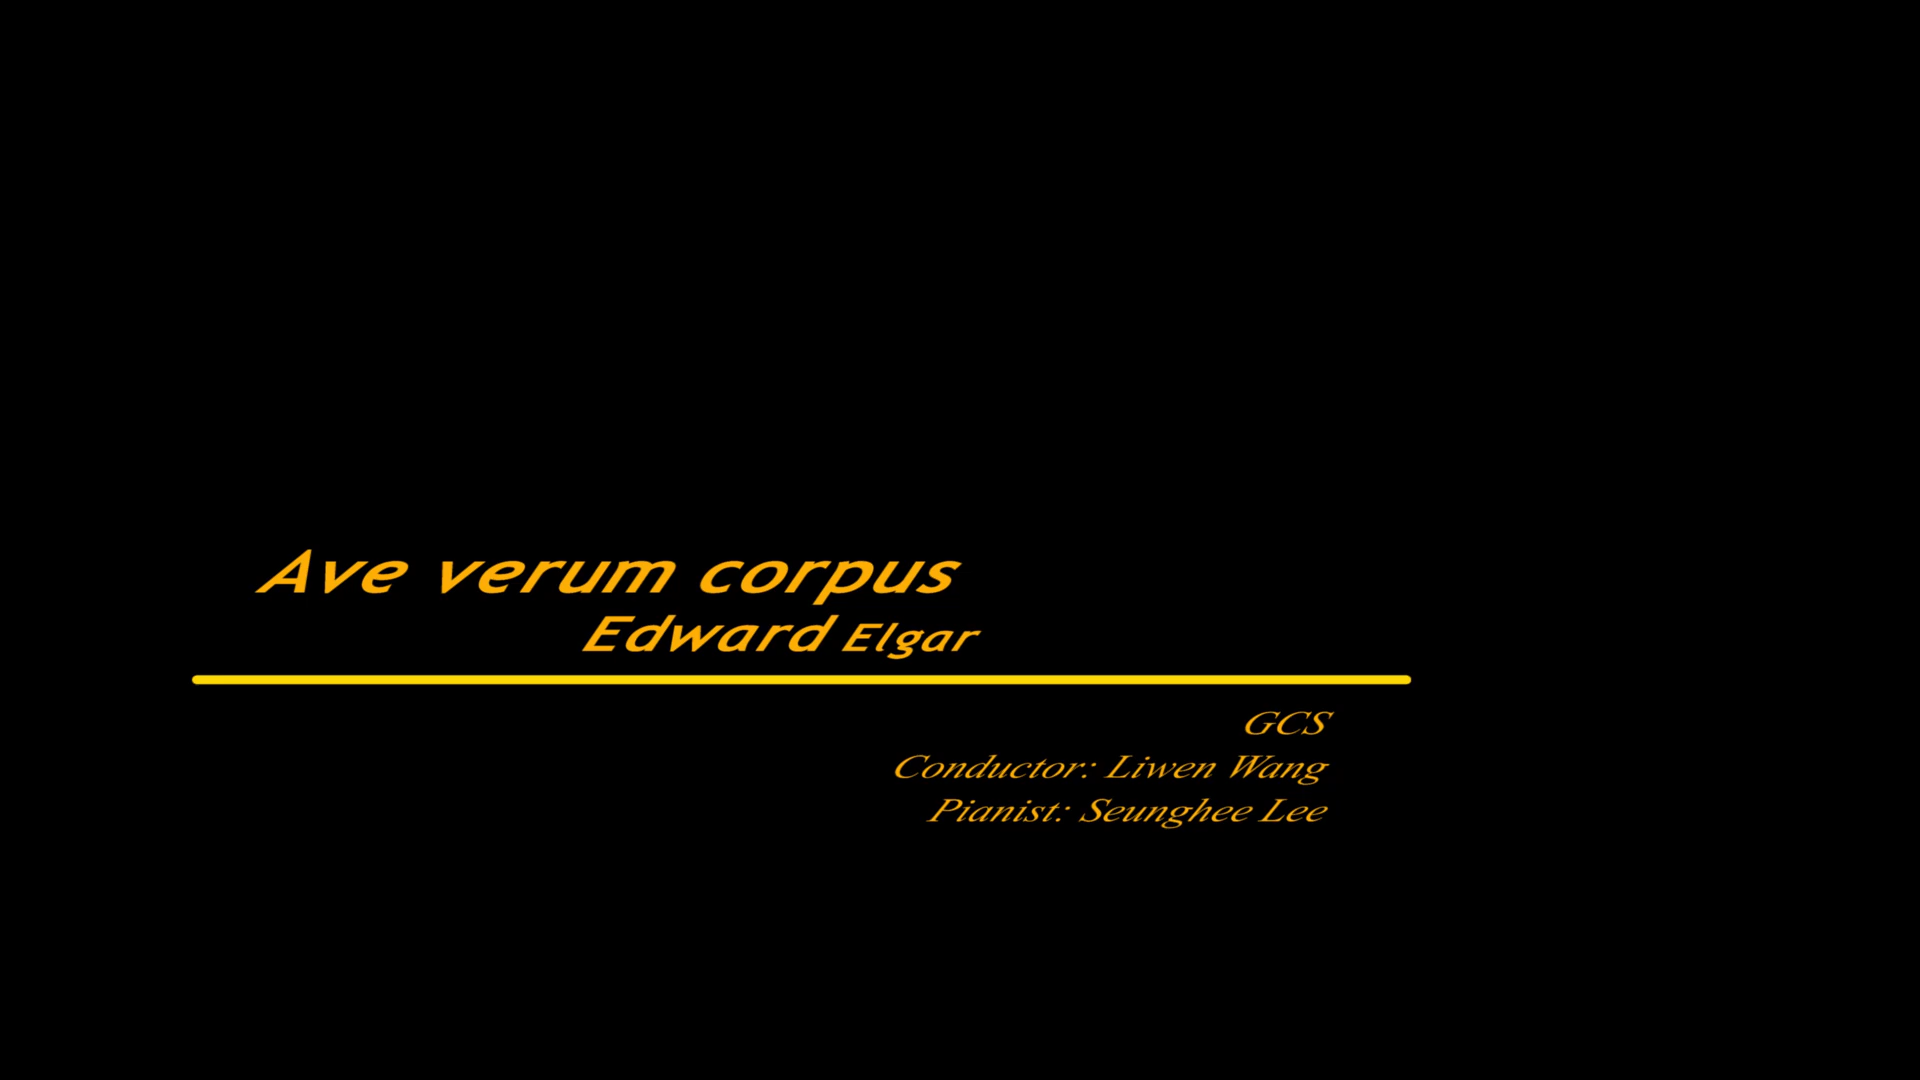 Ave verum corpus
Edward Elgar
GCS
Conductor: Liwen Wang
Pianist: Seunghee Lee